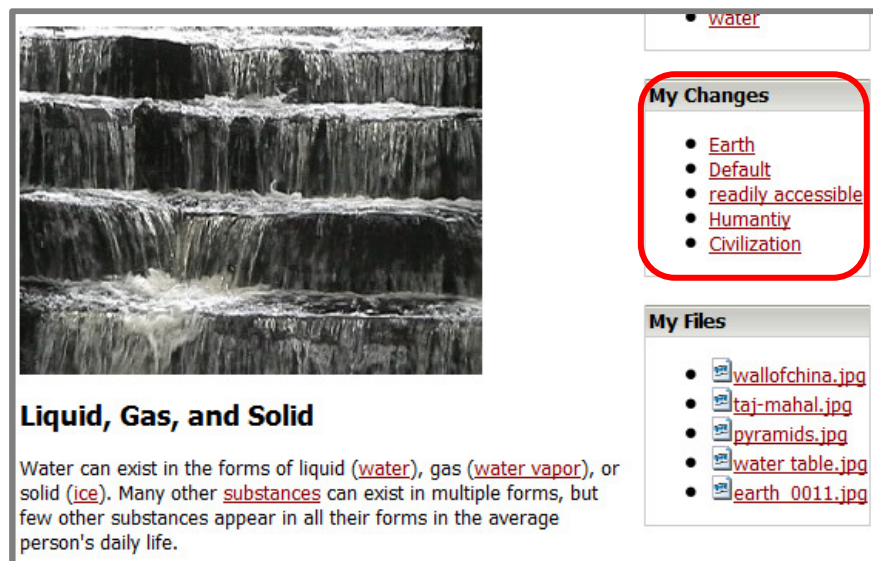 water
My Changes
Earth
Default
readily accessible
Humantiy
Civilization
My Files
wallofchina.jpg
taj-mahal.jpg
pyramids.jpg
water table.jpg
earth_0011.jpg
Liquid, Gas, and Solid
Water can exist in the forms of liquid (water), gas (water vapor), or
solid (ice). Many other substances can exist in multiple forms, but
few other substances appear in all their forms in the average
person's daily life.